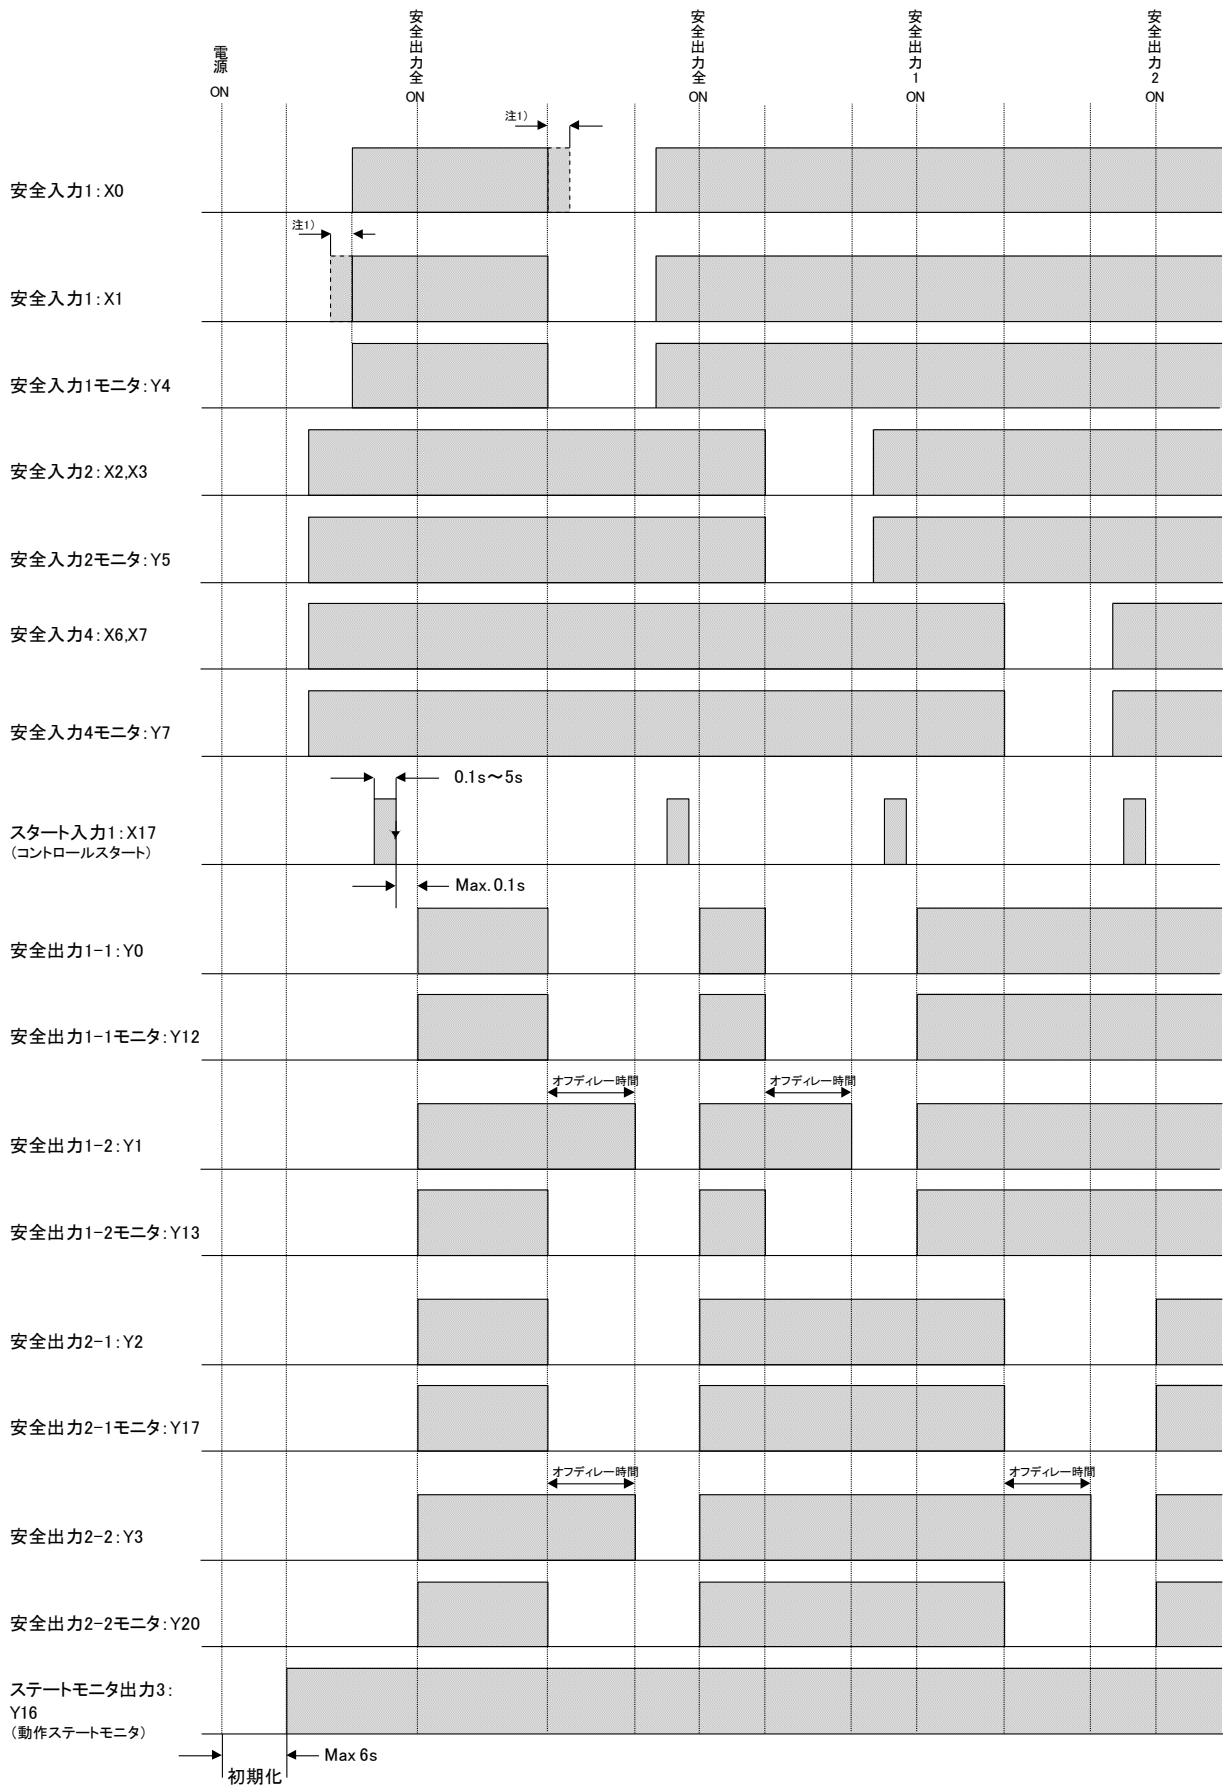 電源
ON
安全出力全
ON
安全出力全
ON
安全出力1
ON
安全出力2
ON
注1)
安全入力1:X0
注1)
安全入力1:X1
安全入力1モニタ:Y4
安全入力2:X2,X3
安全入力2モニタ:Y5
安全入力4:X6,X7
安全入力4モニタ:Y7
0.1s～5s
スタート入力1:X17
(コントロールスタート)
Max. 0.1s
安全出力1-1:Y0
安全出力1-1モニタ:Y12
オフディレー時間
オフディレー時間
安全出力1-2:Y1
安全出力1-2モニタ:Y13
安全出力2-1:Y2
安全出力2-1モニタ:Y17
オフディレー時間
オフディレー時間
安全出力2-2:Y3
安全出力2-2モニタ:Y20
ステートモニタ出力3:
Y16
(動作ステートモニタ)
Max 6s
初期化